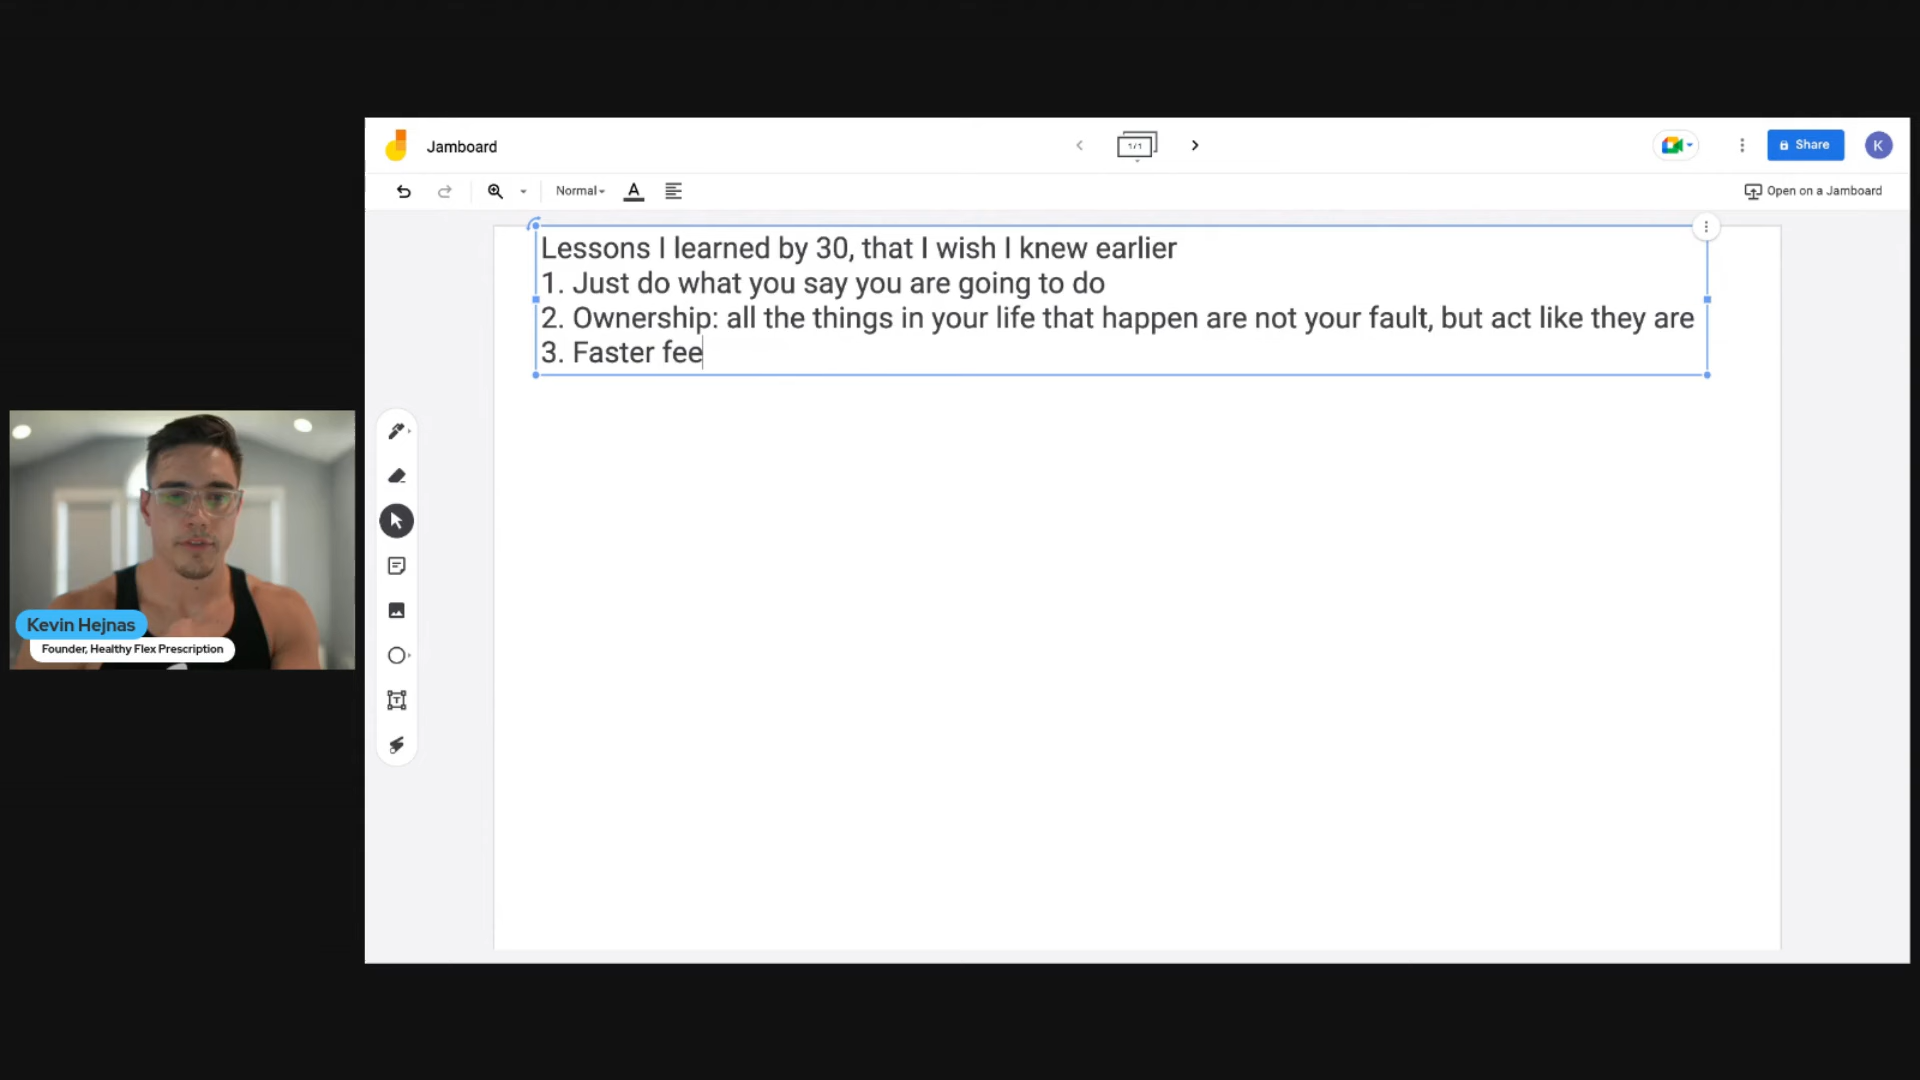 Jamboard
1/1
Share
K
Normal
A
Open on a Jamboard
Lessons I learned by 30, that I wish I knew earlier
1. Just do what you say you are going to do
2. Ownership: all the things in your life that happen are not your fault, but act like they are
3. Faster fee
T
Kevin Hejnas
Founder, Healthy Flex Prescription